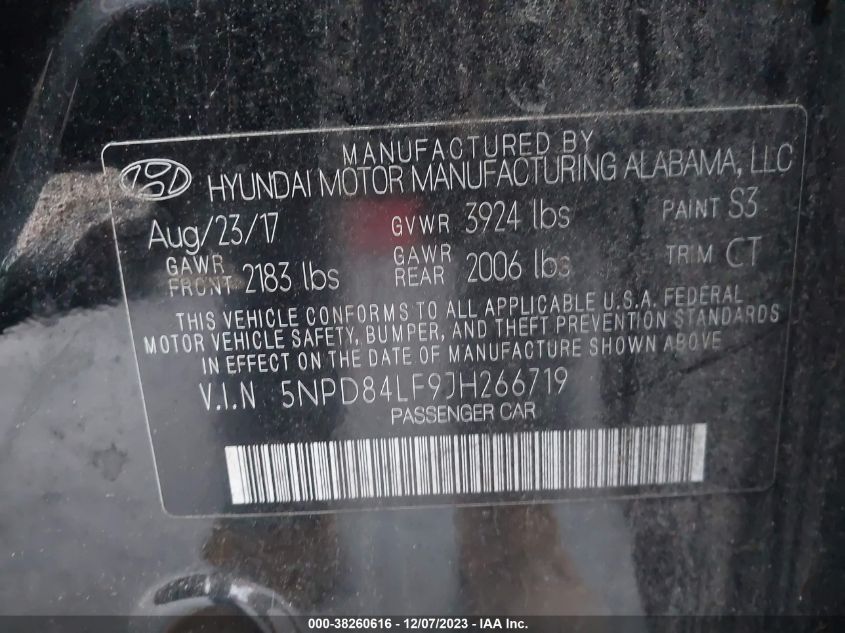 MANUFACTURED BY
HYUNDAI MOTOR MANUFACTURING ALABAMA, LLC
Aug/23/17 GVWR 3924 lbs PAINT S3
GAWR FRONT 2183 lbs GAWR REAR 2006 lbs TRIM CT
THIS VEHICLE CONFORMS TO ALL APPLICABLE U.S.A. FEDERAL
MOTOR VEHICLE SAFETY, BUMPER, AND THEFT PREVENTION STANDARDS
IN EFFECT ON THE DATE OF MANUFACTURE SHOWN ABOVE
V.I.N 5NPD84LF9JH266719
PASSENGER CAR
000-38260616 - 12/07/2023 - IAA Inc.